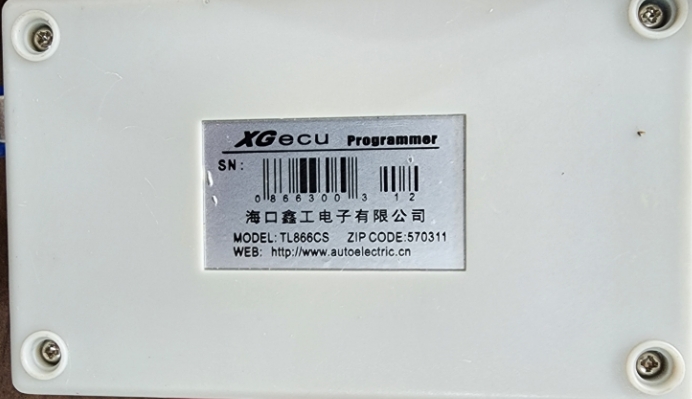 XGecu Programmer
SN:
0866300 3 12
海口鑫工电子有限公司
MODEL: TL866CS ZIP CODE:570311
WEB: http://www.autoelectric.cn